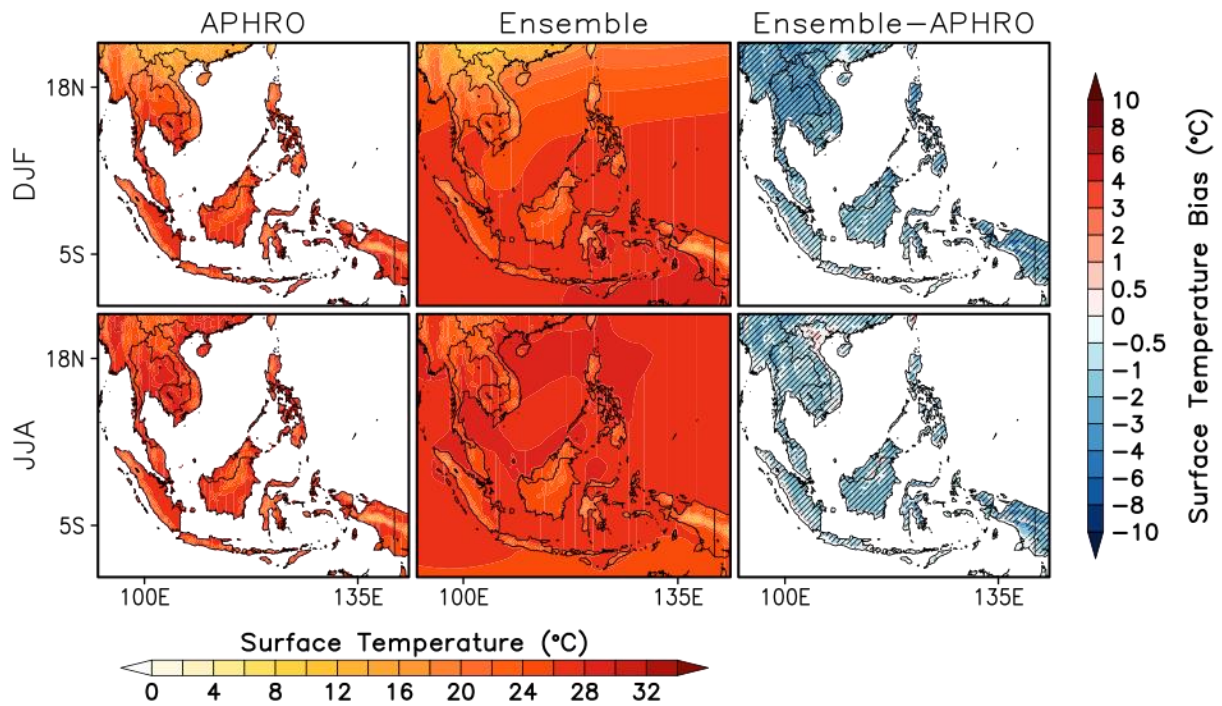 APHRO Ensemble Ensemble−APHRO
DJF
18N
5S
JJA
18N
5S
100E 135E 100E 135E 100E 135E
Surface Temperature (°C)
0 4 8 12 16 20 24 28 32
10
8
6
4
3
2
1
0.5
0
−0.5
−1
−2
−3
−4
−6
−8
−10
Surface Temperature Bias (°C)